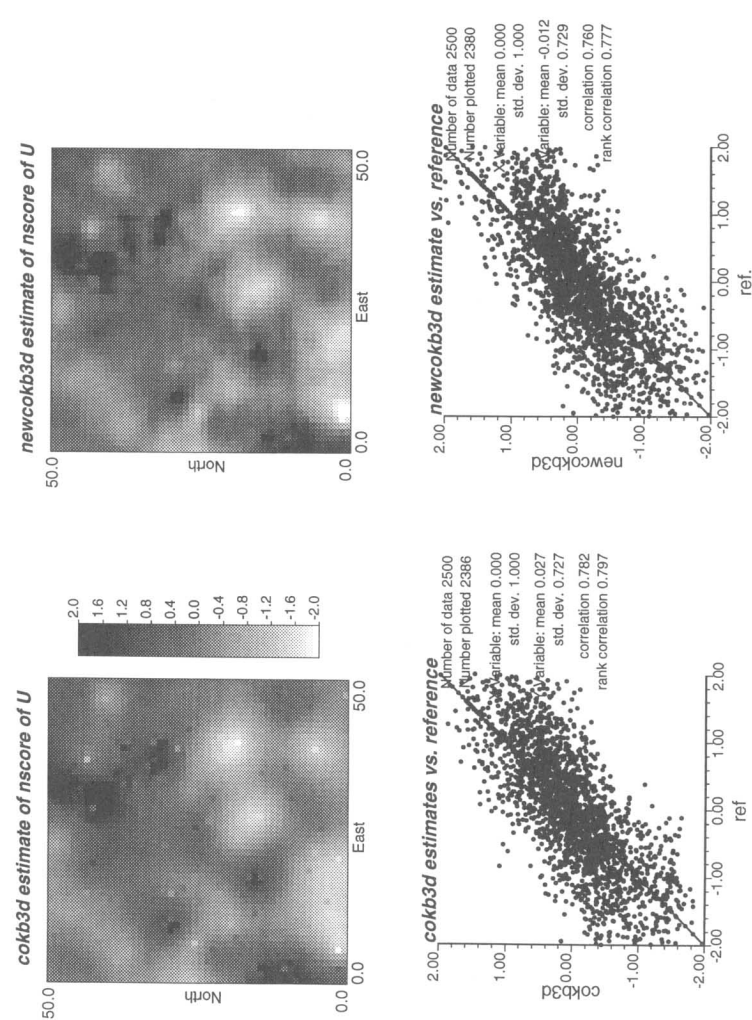 cokb3d estimate of nscore of U
50.0
North
0.0
0.0
East
50.0
2.0
1.6
1.2
0.8
0.4
0.0
-0.4
-0.8
-1.2
-1.6
-2.0
newcokb3d estimate of nscore of U
50.0
North
0.0
0.0
East
50.0
cokb3d estimates vs. reference
Number of data 2500
Number plotted 2386
X Variable: mean 0.000
std. dev. 1.000
Variable: mean 0.027
std. dev. 0.727
correlation 0.782
rank correlation 0.797
2.00
1.00
0.00
-1.00
-2.00
cokb3d
-2.00
-1.00
0.00
1.00
2.00
ref
newcokb3d estimate vs. reference
Number of data 2500
Number plotted 2380
X Variable: mean 0.000
std. dev. 1.000
Variable: mean -0.012
std. dev. 0.729
correlation 0.760
rank correlation 0.777
2.00
1.00
0.00
-1.00
-2.00
newcokb3d
-2.00
-1.00
0.00
1.00
2.00
ref.